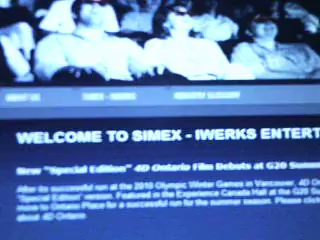 ABOUT US
INDUSTRY GLOSSARY
WELCOME TO SIMEX - IWERKS ENTERT
New "Special Edition" 4D Ontario Film Debuts at G20 Summ
After its successful run at the 2010 Olympic Winter Games in Vancouver, 4D On
'Special Edition' version. Featured in the Experience Canada Hall at the G20 S
move to Ontario Place for a successful run for the summer season. Please click
about 4D Ontario